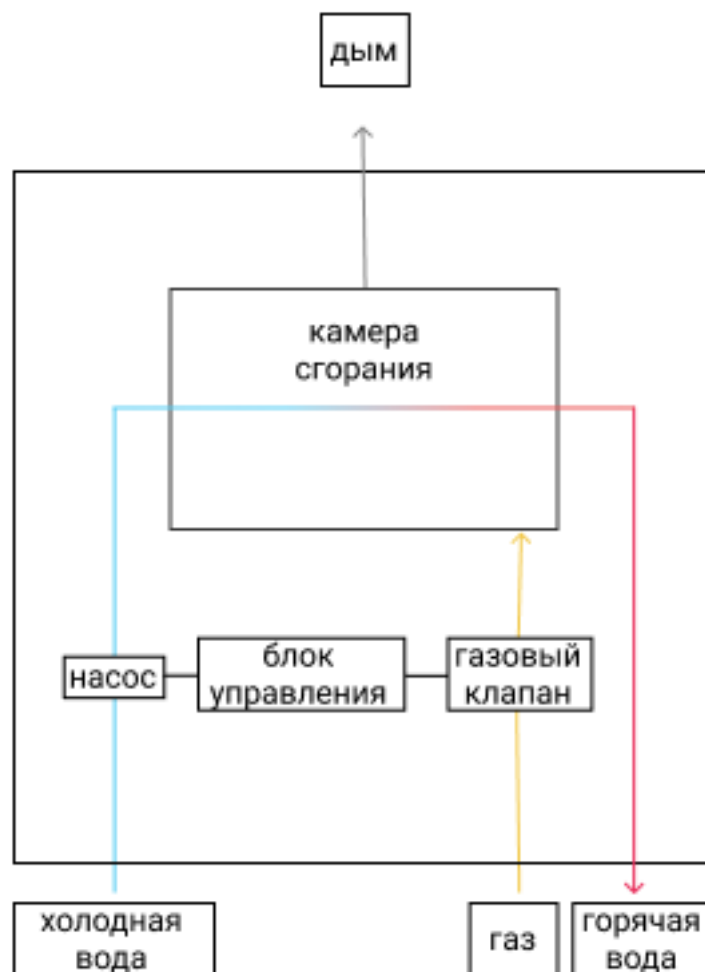 дым
камера
сгорания
насос
блок
управления
газовый
клапан
холодная
вода
газ
горячая
вода